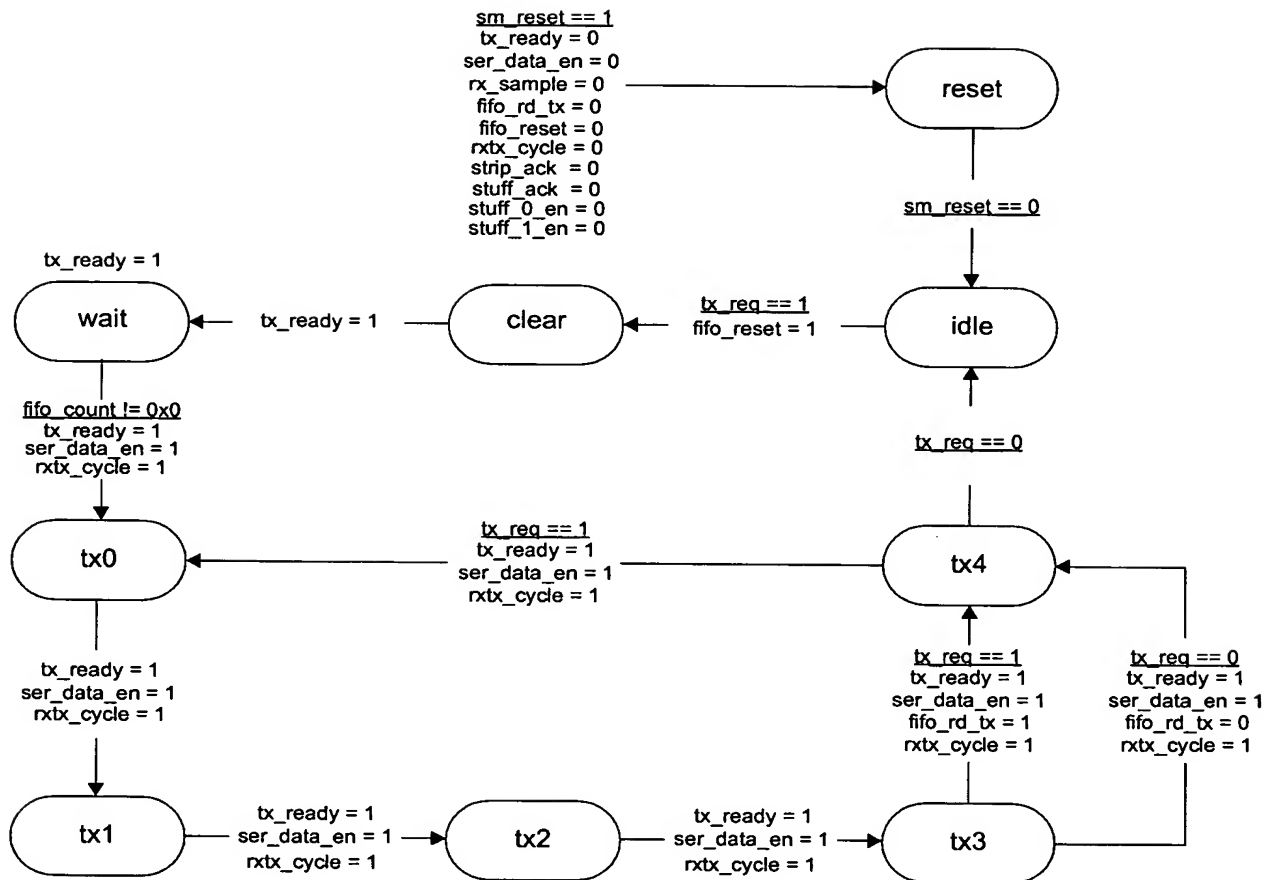 sm_reset == 1
tx_ready = 0
ser_data_en = 0
rx_sample = 0
fifo_rd_tx = 0
fifo_reset = 0
rxtx_cycle = 0
strip_ack = 0
stuff_ack = 0
stuff_0_en = 0
stuff_1_en = 0
reset
sm_reset == 0
tx_ready = 1
wait
tx_ready = 1
clear
tx_req == 1
fifo_reset = 1
idle
fifo_count != 0x0
tx_ready = 1
ser_data_en = 1
rxtx_cycle = 1
tx_req == 0
tx0
tx_req == 1
tx_ready = 1
ser_data_en = 1
rxtx_cycle = 1
tx4
tx_ready = 1
ser_data_en = 1
rxtx_cycle = 1
tx_req == 1
tx_ready = 1
ser_data_en = 1
fifo_rd_tx = 1
rxtx_cycle = 1
tx_req == 0
tx_ready = 1
ser_data_en = 1
fifo_rd_tx = 0
rxtx_cycle = 1
tx1
tx_ready = 1
ser_data_en = 1
rxtx_cycle = 1
tx2
tx_ready = 1
ser_data_en = 1
rxtx_cycle = 1
tx3